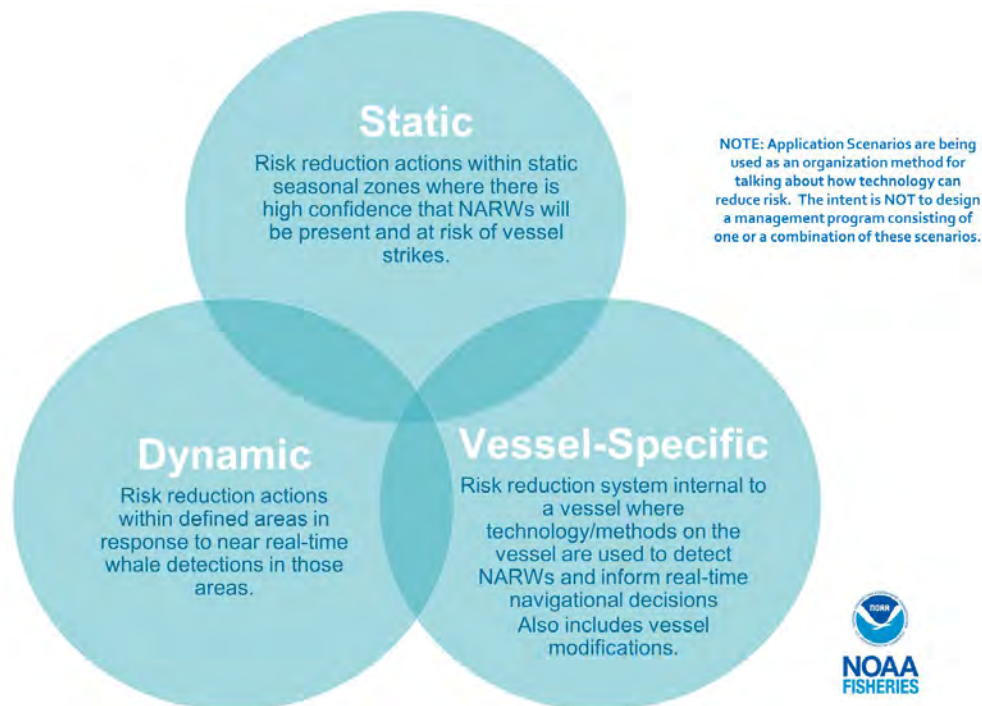 Static
Risk reduction actions within static
seasonal zones where there is
high confidence that NARWs will
be present and at risk of vessel
strikes.
NOTE: Application Scenarios are being
used as an organization method for
talking about how technology can
reduce risk. The intent is NOT to design
a management program consisting of
one or a combination of these scenarios.
Dynamic
Risk reduction actions
within defined areas in
response to near real-time
whale detections in those
areas.
Vessel-Specific
Risk reduction system internal to
a vessel where
technology/methods on the
vessel are used to detect
NARWs and inform real-time
navigational decisions
Also includes vessel
modifications.
NOAA
NOAA
FISHERIES